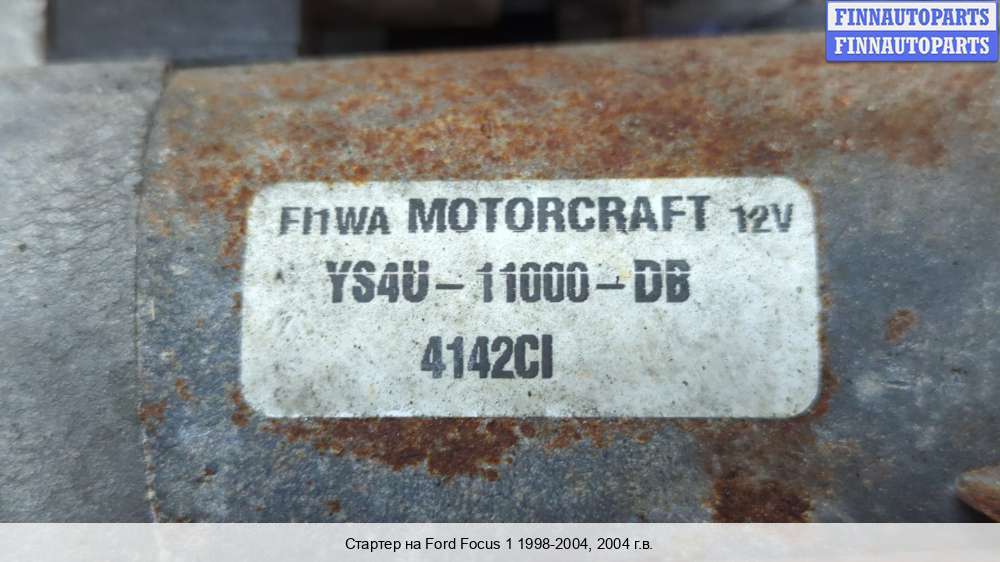 FINNAUTOPARTS
FINNAUTOPARTS
FI1WA MOTORCRAFT 12V
YS4U-11000-DB
4142CI
Стартер на Ford Focus 1 1998-2004, 2004 г.в.